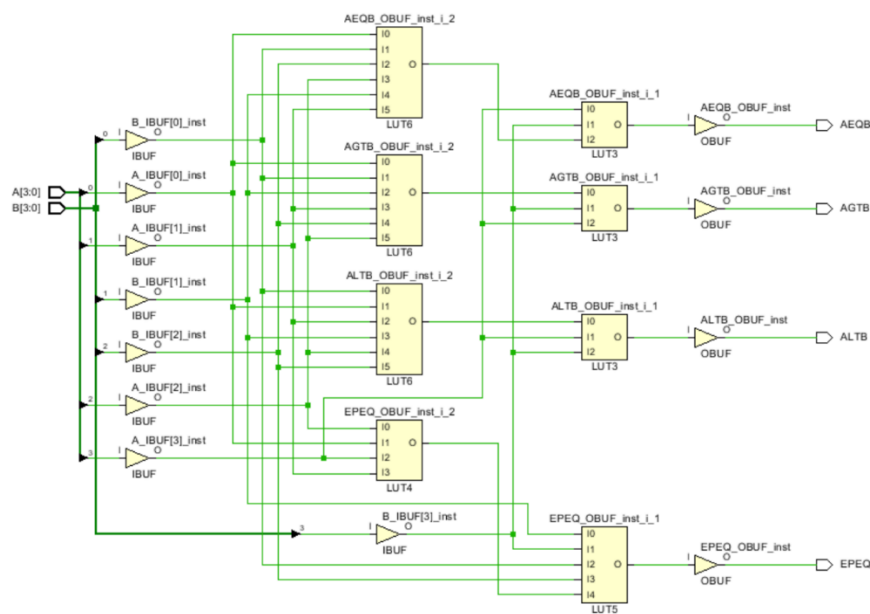 AEQB_OBUF_inst_i_2
I0
I1
I2
I3
I4
I5
O
LUT6
AEQB_OBUF_inst_i_1
I0
I1
I2
O
LUT3
AEQB_OBUF_inst
I
O
OBUF
AEQB
B_IBUF[0]_inst
0
I
O
IBUF
AGTB_OBUF_inst_i_2
I0
I1
I2
I3
I4
I5
O
LUT6
AGTB_OBUF_inst_i_1
I0
I1
I2
O
LUT3
AGTB_OBUF_inst
I
O
OBUF
AGTB
A[3:0]
B[3:0]
A_IBUF[0]_inst
0
I
O
IBUF
A_IBUF[1]_inst
1
I
O
IBUF
B_IBUF[1]_inst
1
I
O
IBUF
ALTB_OBUF_inst_i_2
I0
I1
I2
I3
I4
I5
O
LUT6
ALTB_OBUF_inst_i_1
I0
I1
I2
O
LUT3
ALTB_OBUF_inst
I
O
OBUF
ALTB
B_IBUF[2]_inst
2
I
O
IBUF
A_IBUF[2]_inst
2
I
O
IBUF
A_IBUF[3]_inst
3
I
O
IBUF
EPEQ_OBUF_inst_i_2
I0
I1
I2
I3
O
LUT4
B_IBUF[3]_inst
3
I
O
IBUF
EPEQ_OBUF_inst_i_1
I0
I1
I2
I3
I4
O
LUT5
EPEQ_OBUF_inst
I
O
OBUF
EPEQ